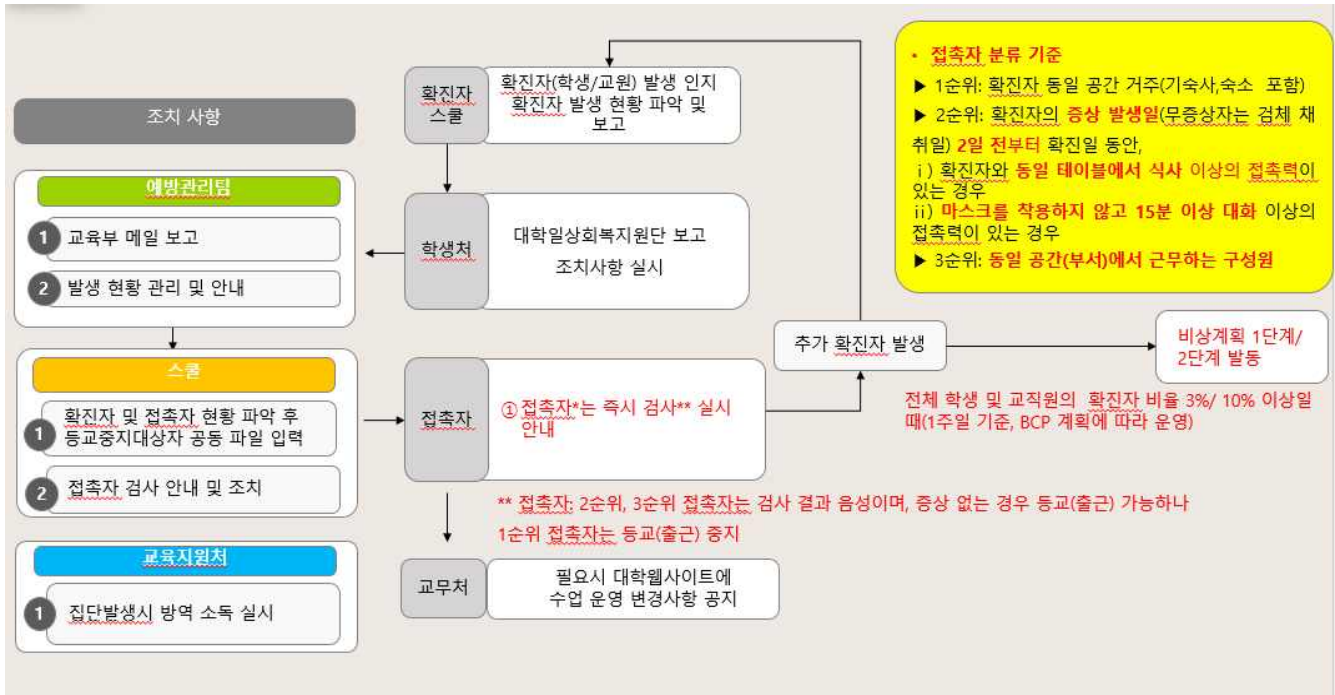 조치 사항
예방관리팀
1 교육부 메일 보고
2 발생 현황 관리 및 안내
스쿨
1 확진자 및 접촉자 현황 파악 후
등교중지대상자 공동 파일 입력
2 접촉자 검사 안내 및 조치
교육지원처
1 집단발생시 방역 소독 실시
확진자
스쿨
확진자(학생/교원) 발생 인지
확진자 발생 현황 파악 및
보고
학생처
대학일상회복지원단 보고
조치사항 실시
접촉자
① 접촉자*는 즉시 검사** 실시
안내
** 접촉자: 2순위, 3순위 접촉자는 검사 결과 음성이며, 증상 없는 경우 등교(출근) 가능하나
1순위 접촉자는 등교(출근) 중지
교무처
필요시 대학웹사이트에
수업 운영 변경사항 공지
추가 확진자 발생
비상계획 1단계/
2단계 발동
전체 학생 및 교직원의 확진자 비율 3%/ 10% 이상일
때(1주일 기준, BCP 계획에 따라 운영)
• 접촉자 분류 기준
▶ 1순위: 확진자 동일 공간 거주(기숙사,숙소 포함)
▶ 2순위: 확진자의 증상 발생일(무증상자는 검체 채
취일) 2일 전부터 확진일 동안,
ⅰ) 확진자와 동일 테이블에서 식사 이상의 접촉력이
있는 경우
ii) 마스크를 착용하지 않고 15분 이상 대화 이상의
접촉력이 있는 경우
▶ 3순위: 동일 공간(부서)에서 근무하는 구성원